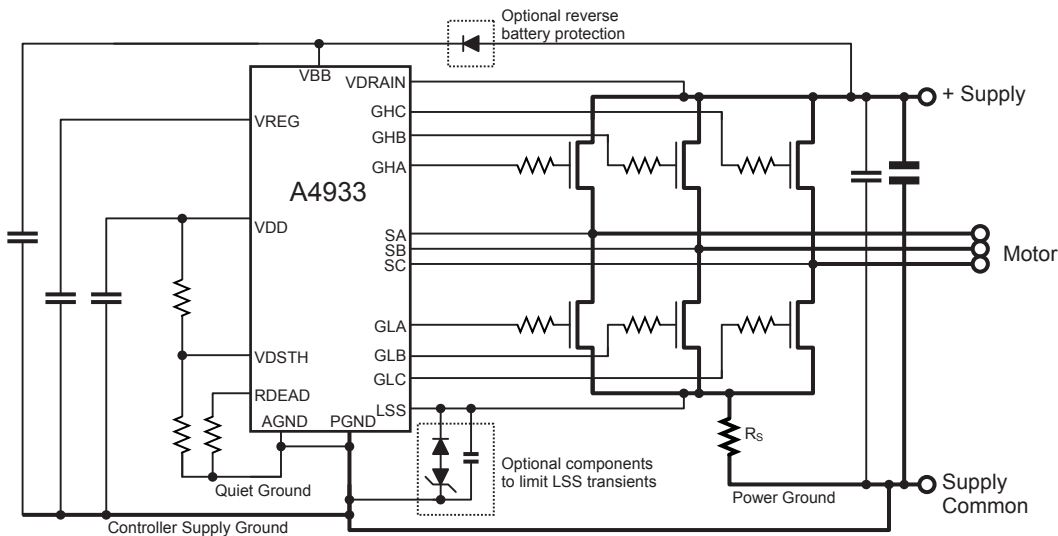 Optional reverse
battery protection
VBB
VDRAIN
+ Supply
GHC
VREG
GHB
GHA
A4933
VDD
SA
SB
SC
Motor
GLA
GLB
VDSTH
GLC
RDEAD
LSS
AGND
PGND
RS
Optional components
to limit LSS transients
Quiet Ground
Power Ground
Supply
Common
Controller Supply Ground